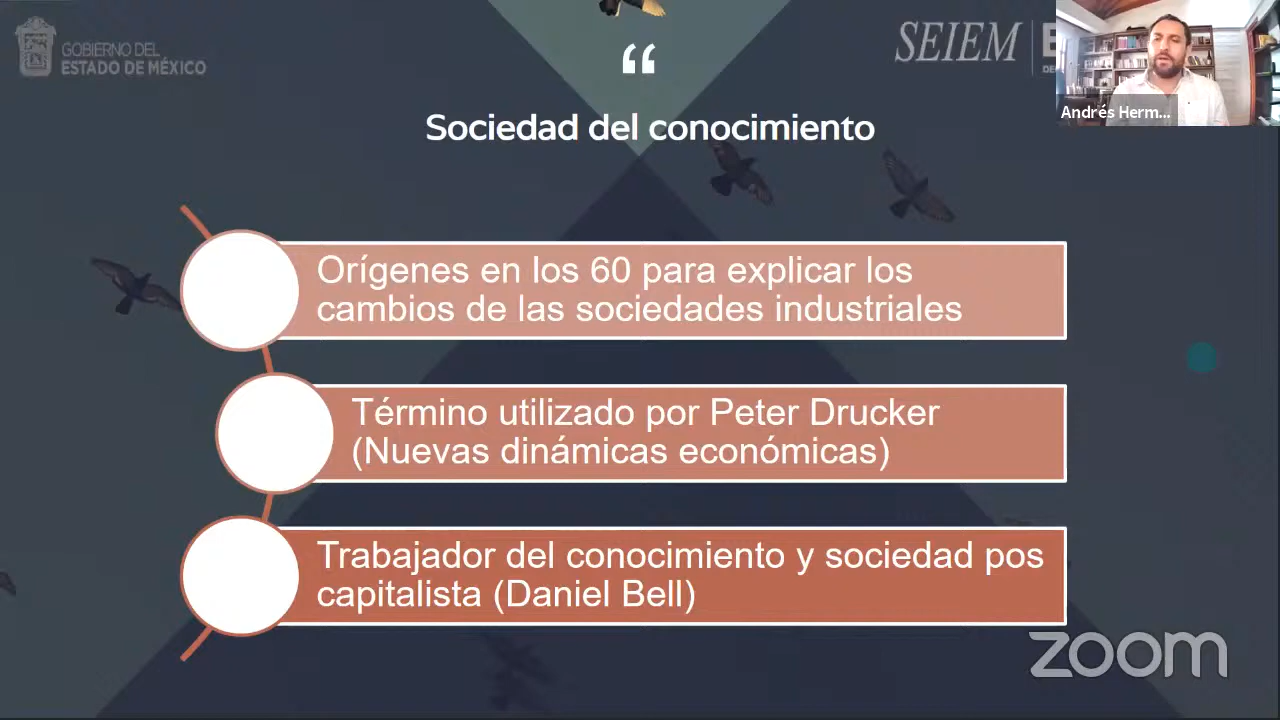 GOBIERNO DEL
ESTADO DE MÉXICO
SEIEM
Andrés Herm...
“
Sociedad del conocimiento
Orígenes en los 60 para explicar los
cambios de las sociedades industriales
Término utilizado por Peter Drucker
(Nuevas dinámicas económicas)
Trabajador del conocimiento y sociedad pos
capitalista (Daniel Bell)
zoom